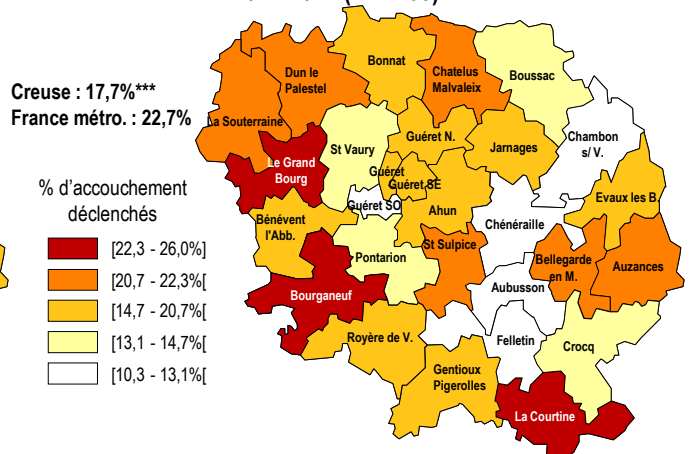 Creuse : 17,7%***
France métro. : 22,7%
% d'accouchement
déclenchés
[22,3 - 26,0%]
[20,7 - 22,3%[
[14,7 - 20,7%[
[13,1 - 14,7%[
[10,3 - 13,1%[
Bonnat
Dun le
Palestel
Chatelus
Malvaleix
Boussac
La Souterraine
St Vaury
Guéret N.
Jarnages
Chambon
s/ V.
Le Grand
Bourg
Guéret
Guéret SE
Guéret SO
Evaux les B.
Bénévent
l'Abb.
Ahun
Chénéraille
Pontarion
St Sulpice
Bellegarde
en M.
Auzances
Bourganeuf
Aubusson
Royère de V.
Felletin
Crocq
Gentioux
Pigerolles
La Courtine